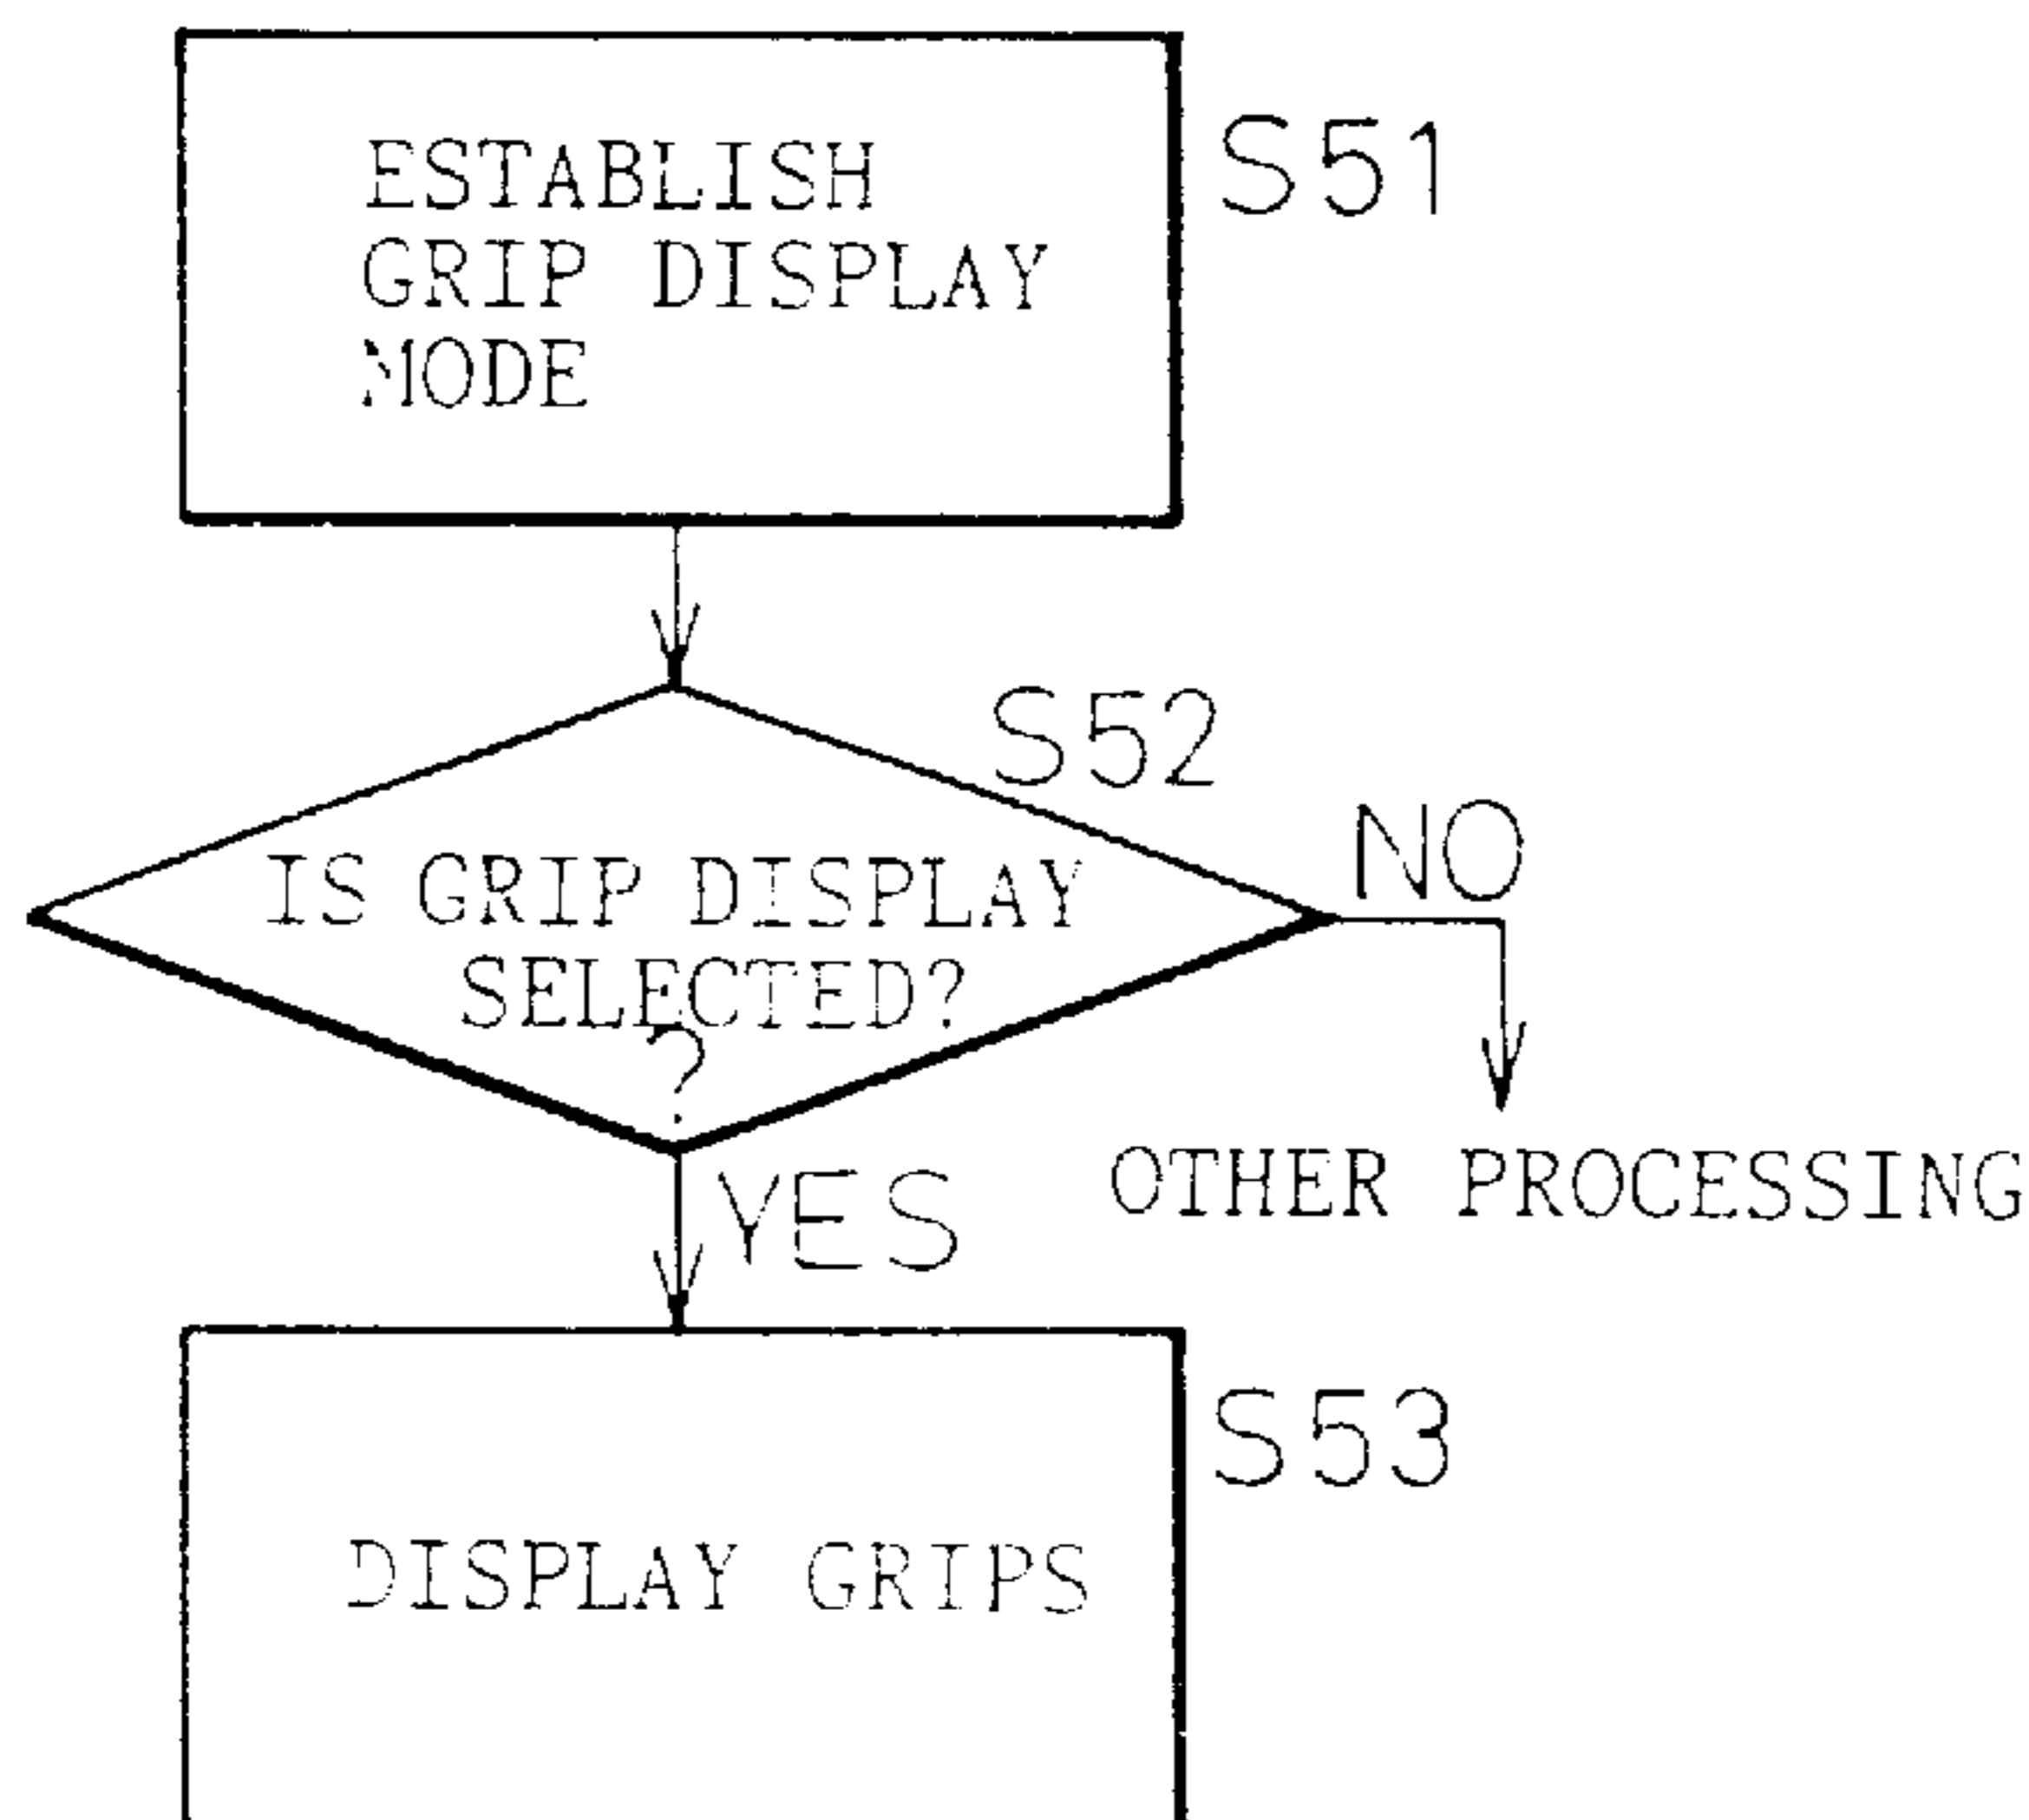 ESTABLISH
GRIP DISPLAY
MODE
S51
S52
IS GRIP DISPLAY
SELECTED?
?
NO
OTHER PROCESSING
YES
S53
DISPLAY GRIPS